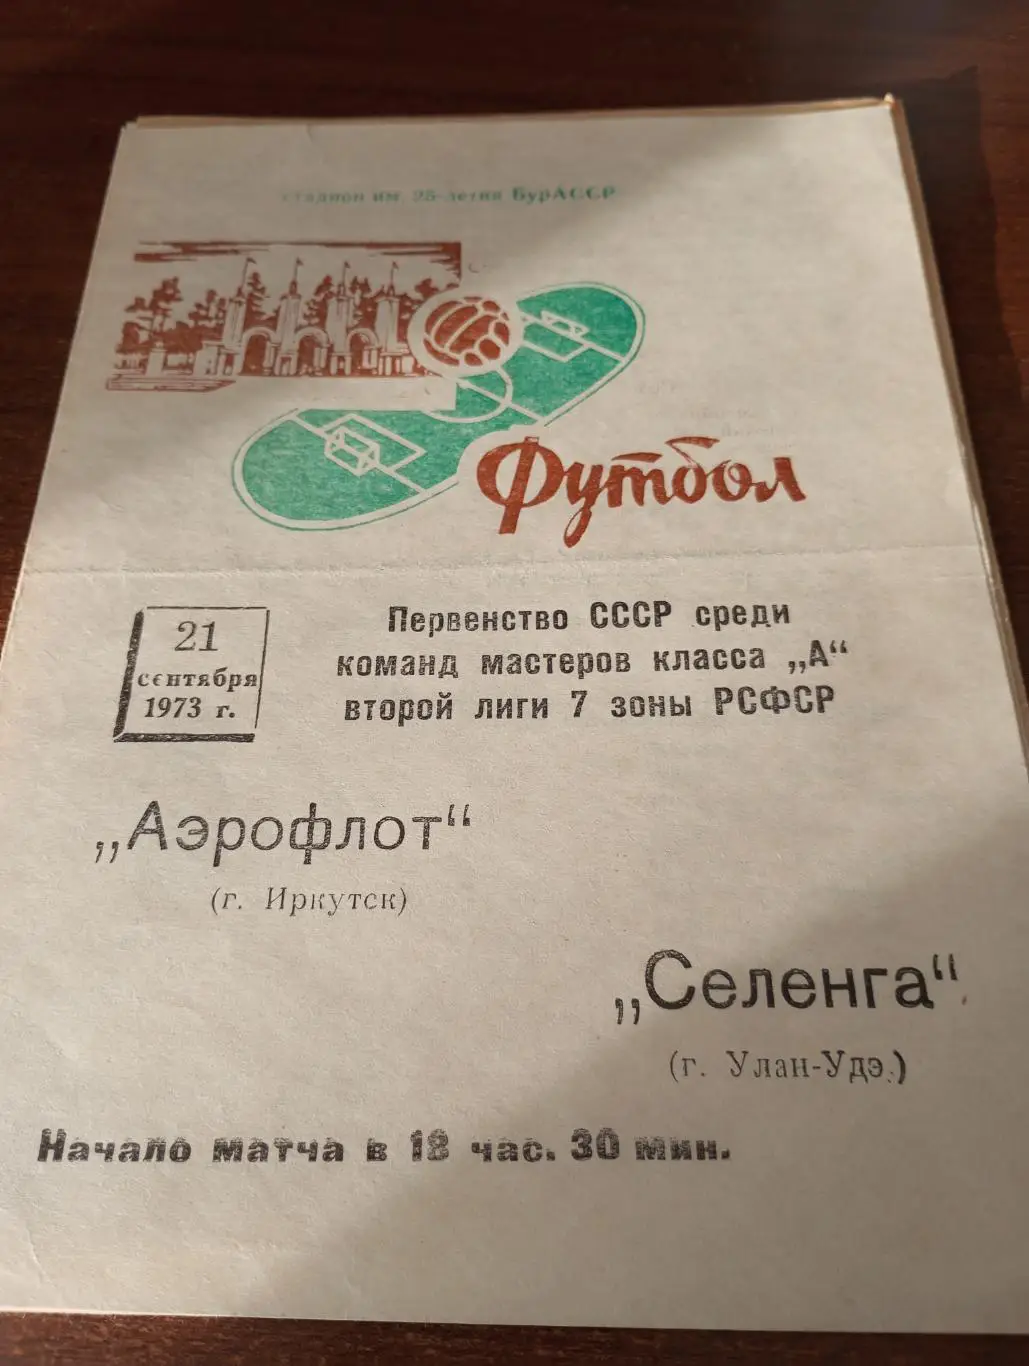 стадион им. 25-летия БурАССР
Футбол
21
сентября
1973 г.
Первенство СССР среди
команд мастеров класса „А“
второй лиги 7 зоны РСФСР
„Аэрофлот“
(г. Иркутск)
„Селенга“
(г. Улан-Удэ.)
Начало матча в 18 час. 30 мин.